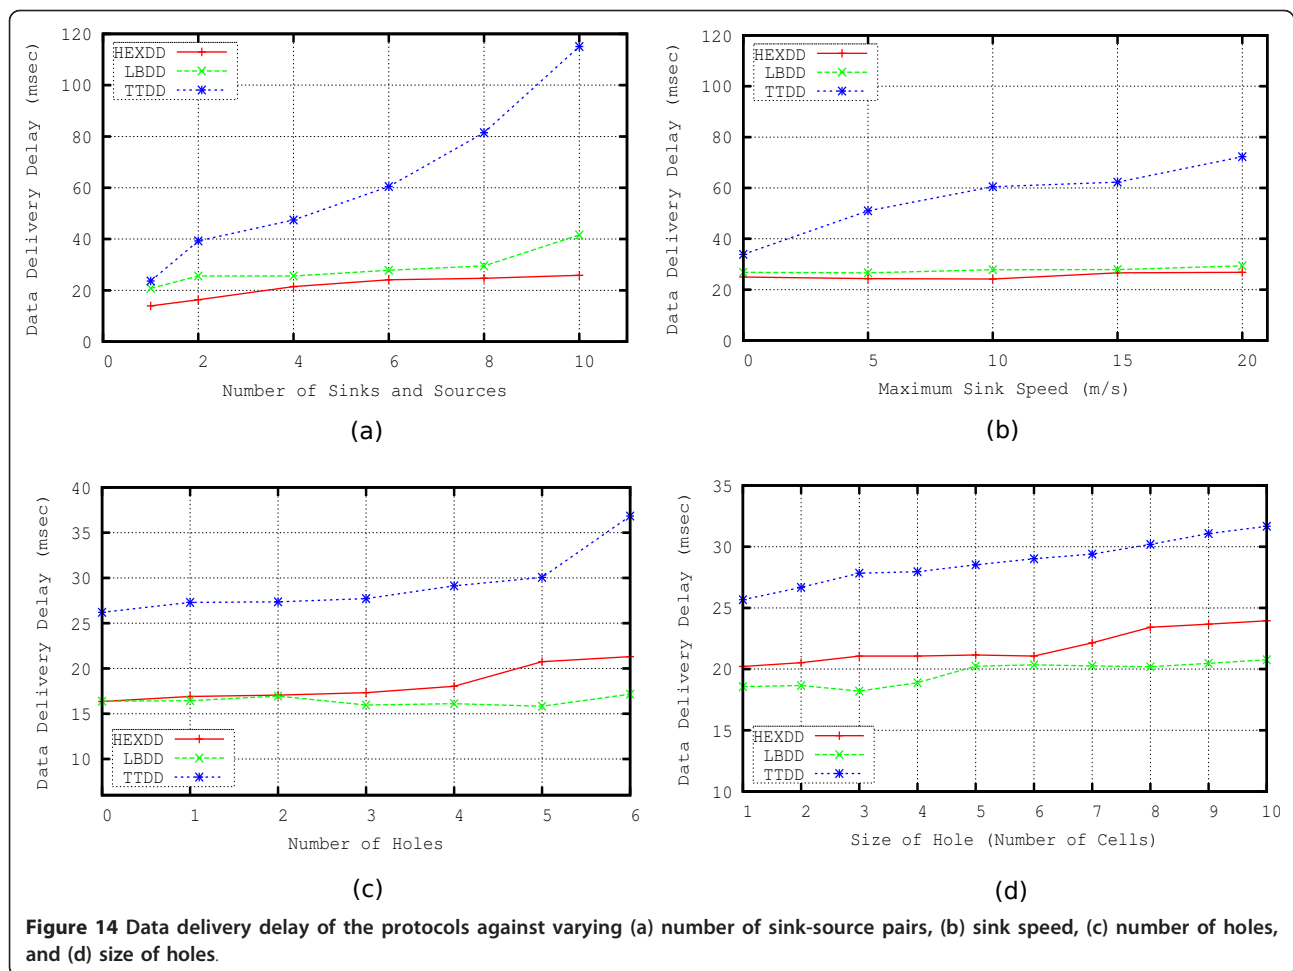 120
100
80
60
40
20
0
Data Delivery Delay (msec)
HEXDD
LBDD
TTDD
0 2 4 6 8 10
Number of Sinks and Sources
(a)
120
100
80
60
40
20
0
Data Delivery Delay (msec)
HEXDD
LBDD
TTDD
0 5 10 15 20
Maximum Sink Speed (m/s)
(b)
40
35
30
25
20
15
10
Data Delivery Delay (msec)
HEXDD
LBDD
TTDD
0 1 2 3 4 5 6
Number of Holes
(c)
35
30
25
20
15
10
Data Delivery Delay (msec)
HEXDD
LBDD
TTDD
1 2 3 4 5 6 7 8 9 10
Size of Hole (Number of Cells)
(d)
Figure 14 Data delivery delay of the protocols against varying (a) number of sink-source pairs, (b) sink speed, (c) number of holes,
and (d) size of holes.